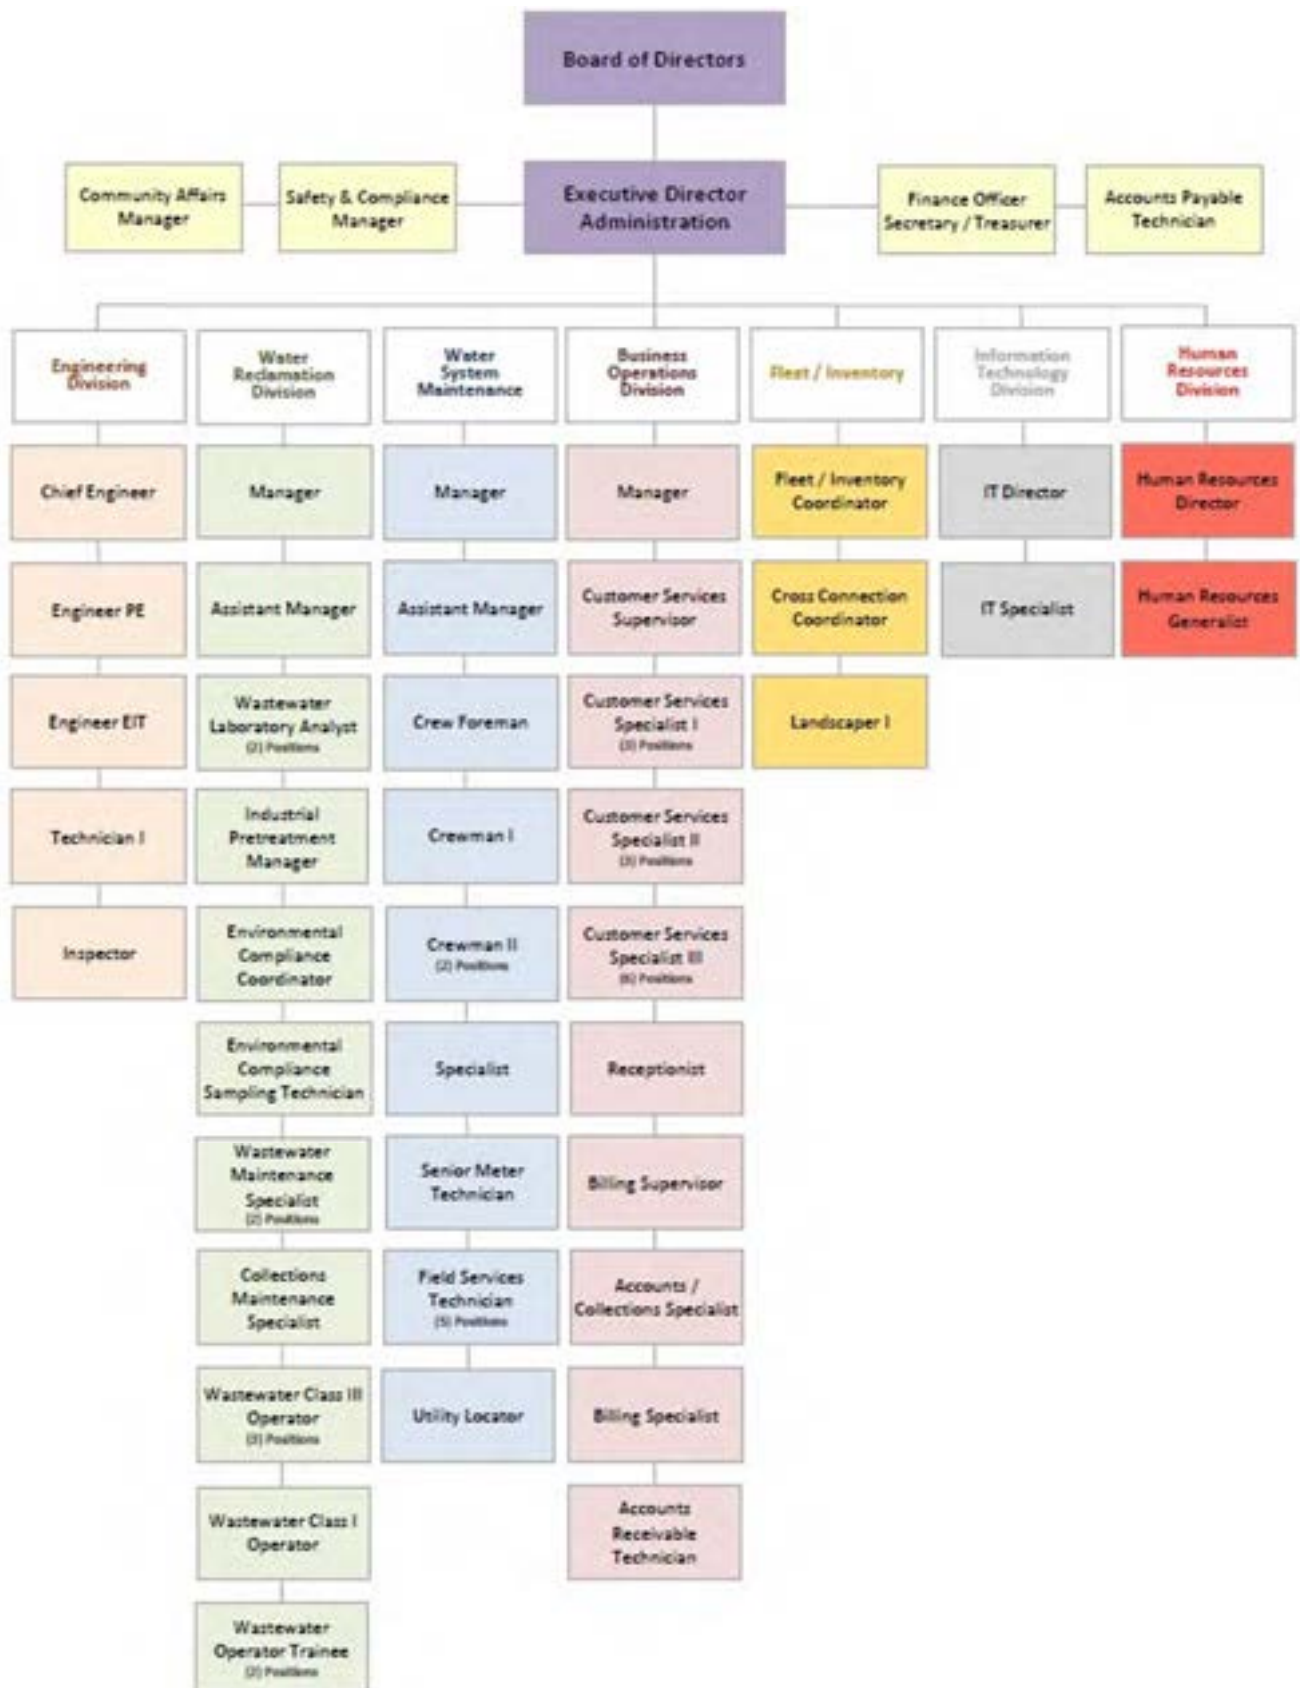 Board of Directors
Community Affairs
Manager
Safety & Compliance
Manager
Executive Director
Administration
Finance Officer
Secretary / Treasurer
Accounts Payable
Technician
Engineering
Division
Water
Reclamation
Division
Water
System
Maintenance
Business
Operations
Division
Fleet / Inventory
Information
Technology
Division
Human
Resources
Division
Chief Engineer
Manager
Manager
Manager
Fleet / Inventory
Coordinator
IT Director
Human Resources
Director
Engineer PE
Assistant Manager
Assistant Manager
Customer Services
Supervisor
Cross Connection
Coordinator
IT Specialist
Human Resources
Generalist
Engineer EIT
Wastewater
Laboratory Analyst
(2) Positions
Crew Foreman
Customer Services
Specialist I
(3) Positions
Landscaper I
Technician I
Industrial
Pretreatment
Manager
Crewman I
Customer Services
Specialist II
(3) Positions
Inspector
Environmental
Compliance
Coordinator
Crewman II
(2) Positions
Customer Services
Specialist III
(6) Positions
Environmental
Compliance
Sampling Technician
Specialist
Receptionist
Wastewater
Maintenance
Specialist
(2) Positions
Senior Meter
Technician
Billing Supervisor
Collections
Maintenance
Specialist
Field Services
Technician
(5) Positions
Accounts /
Collections Specialist
Wastewater Class III
Operator
Positions
Utility Locator
Billing Specialist
Wastewater Class I
Operator
Accounts
Receivable
Technician
Wastewater
Operator Trainee
(2) Positions